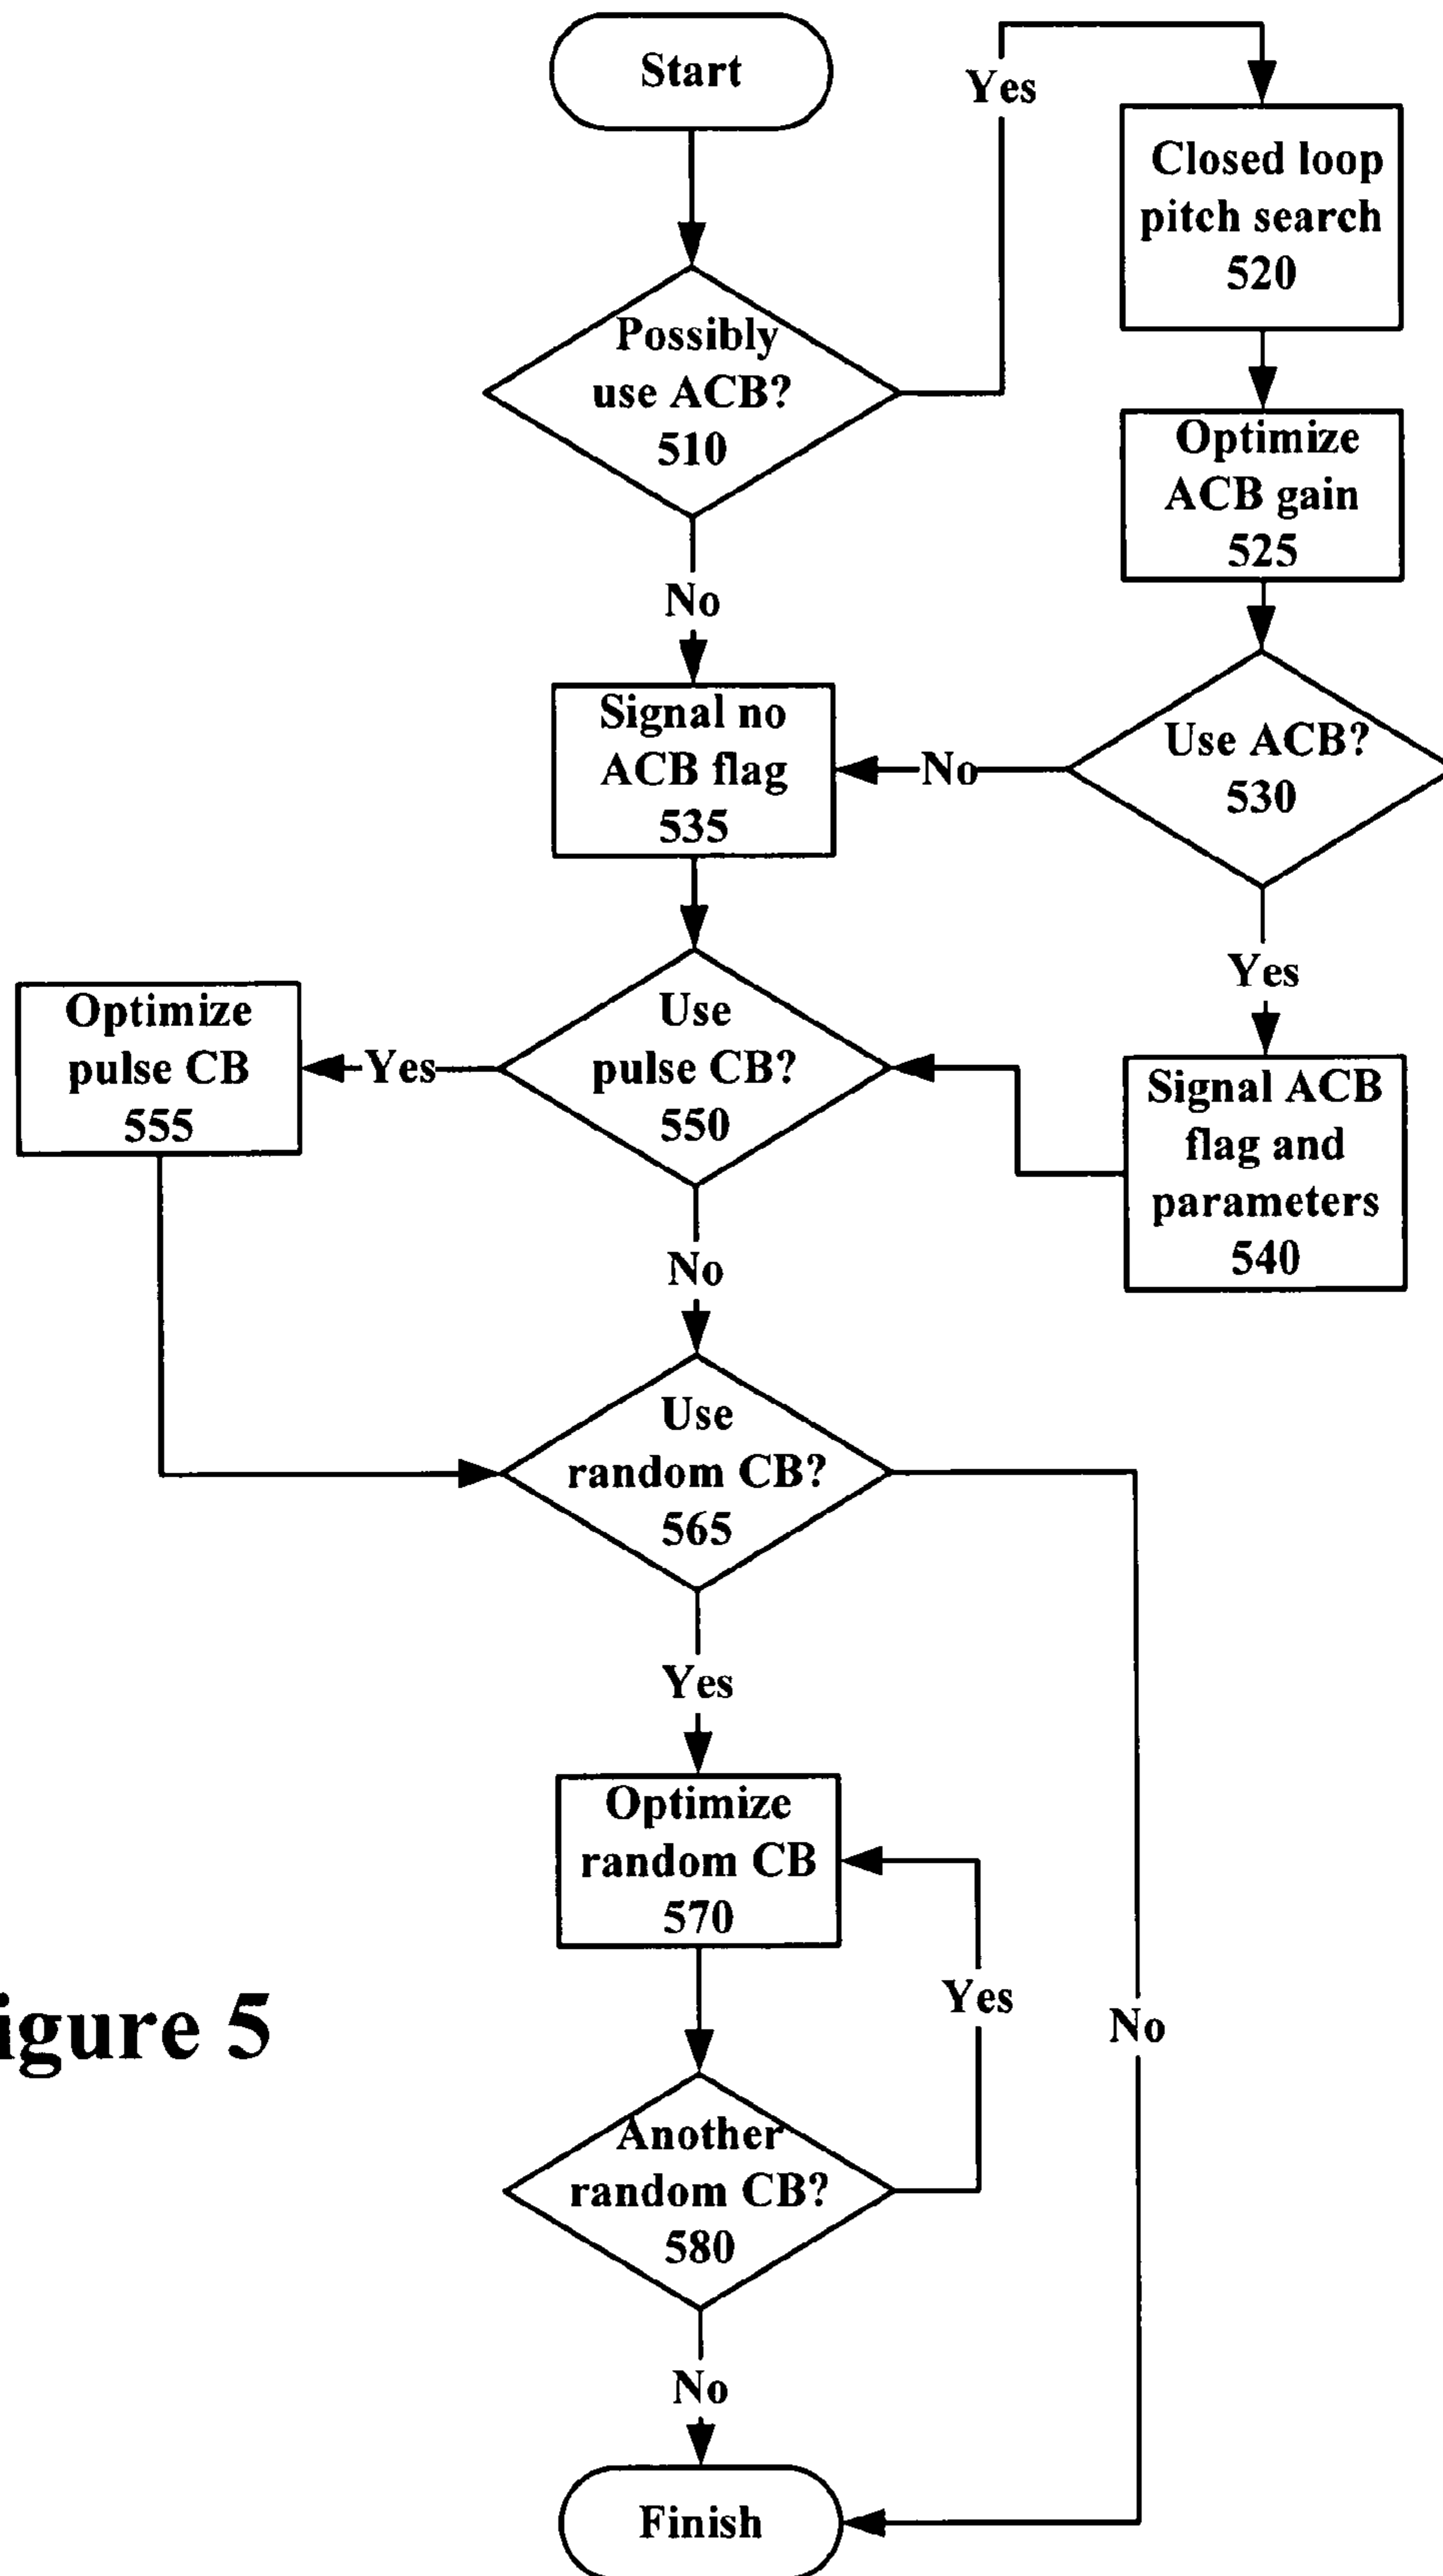 Start
Yes
Closed loop
pitch search
520
Possibly
use ACB?
510
Optimize
ACB gain
525
No
Signal no
ACB flag
535
No
Use ACB?
530
Yes
Optimize
pulse CB
555
Yes
Use
pulse CB?
550
Signal ACB
flag and
parameters
540
No
Use
random CB?
565
Yes
Optimize
random CB
570
Yes
No
igure 5
Another
random CB?
580
No
Finish